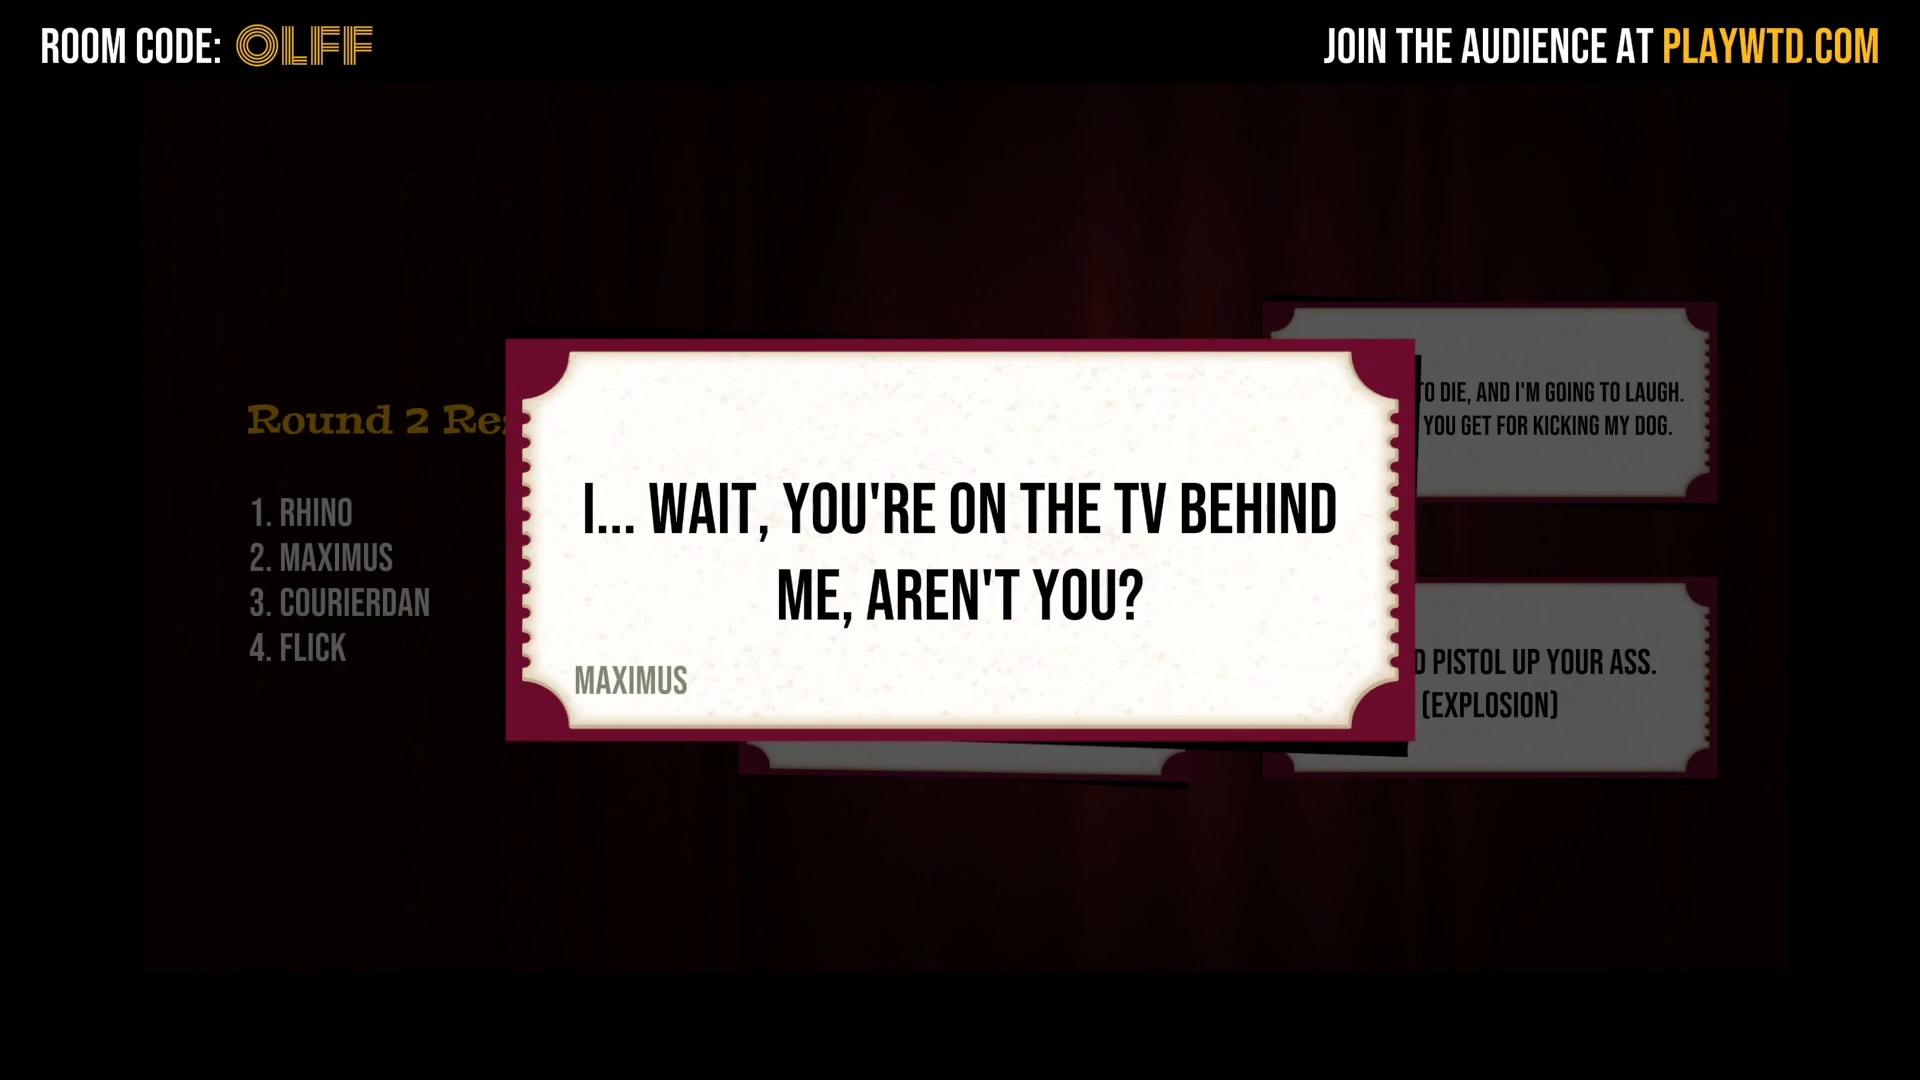 ROOM CODE: OLFF
JOIN THE AUDIENCE AT PLAYWTD.COM
Round 2
1. RHINO
2. MAXIMUS
3. COURIERDAN
4. FLICK
I... WAIT, YOU'RE ON THE TV BEHIND
ME, AREN'T YOU?
MAXIMUS
TO DIE, AND I'M GOING TO LAUGH.
YOU GET FOR KICKING MY DOG.
PISTOL UP YOUR ASS.
(EXPLOSION)